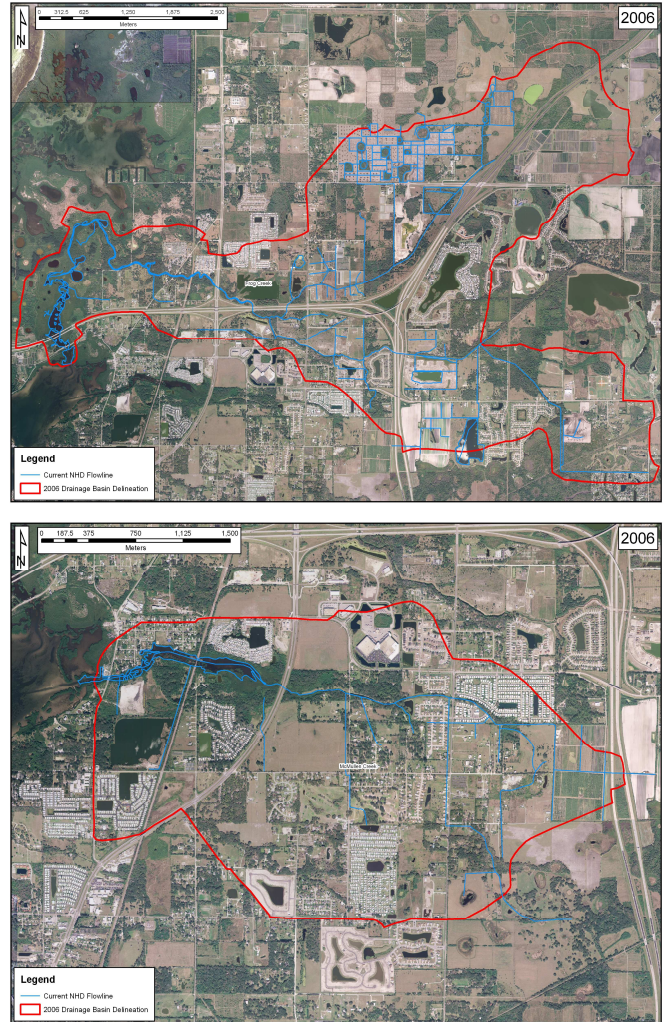 0 312.5 625 1,250 1,875 2,500
Meters
N
2006
Frog Creek
Legend
Current NHD Flowline
2006 Drainage Basin Delineation
0 187.5 375 750 1,125 1,500
Meters
N
2006
McMullen Creek
Legend
Current NHD Flowline
2006 Drainage Basin Delineation